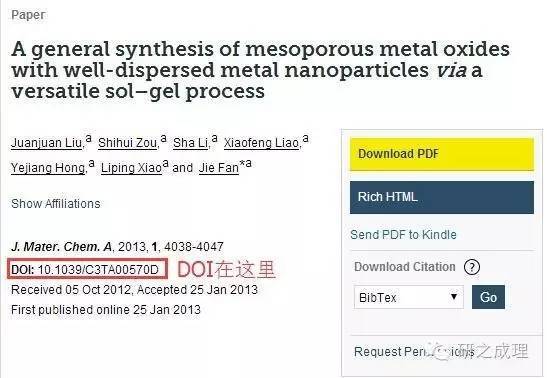 Paper
A general synthesis of mesoporous metal oxides
with well-dispersed metal nanoparticles via a
versatile sol–gel process
Juanjuan Liu,a Shihui Zou,a Sha Li,a Xiaofeng Liao,a
Yejiang Hong,a Liping Xiaoa and Jie Fan*a
Show Affiliations
J. Mater. Chem. A, 2013, 1, 4038-4047
DOI: 10.1039/C3TA00570D DOI在这里
Received 05 Oct 2012, Accepted 25 Jan 2013
First published online 25 Jan 2013
Download PDF
Rich HTML
Send PDF to Kindle
Download Citation ?
BibTex Go
Request Permissions
研之成理